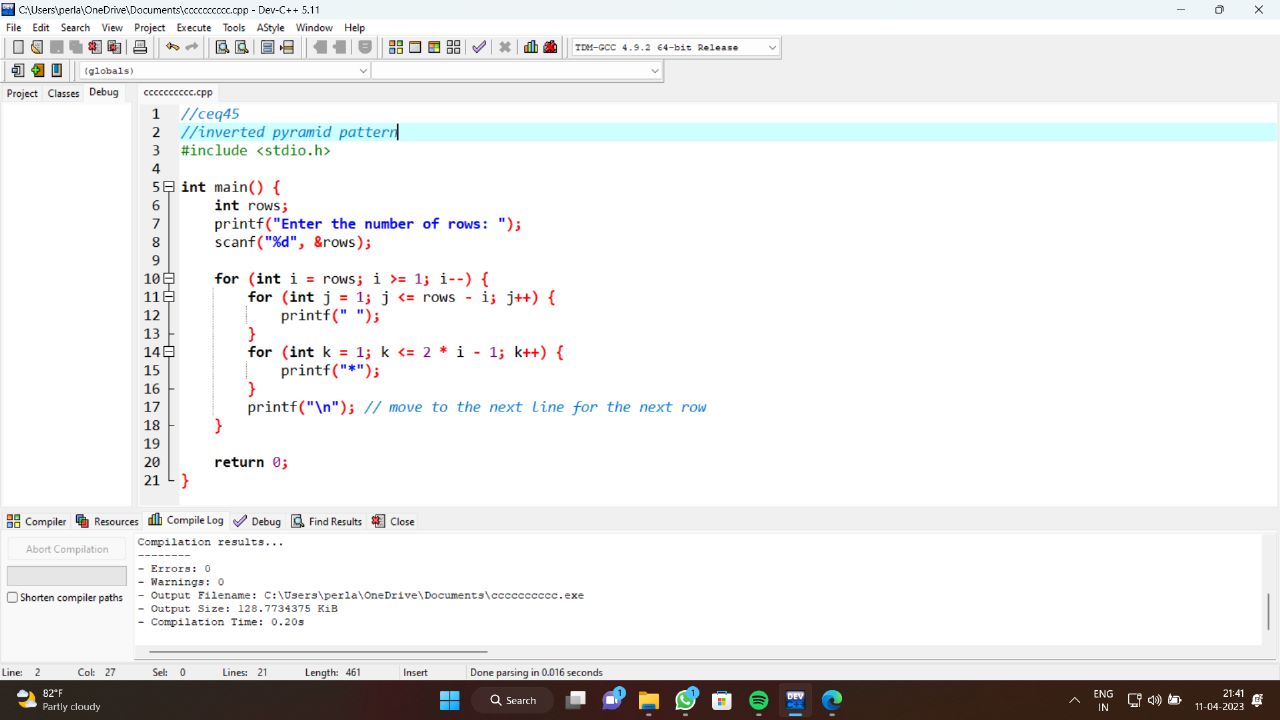 C:\Users\perla\OneDrive\Documents\cccccccccc.cpp - Dev-C++ 5.11
File Edit Search View Project Execute Tools AStyle Window Help
TDM-GCC 4.9.2 64-bit Release
(globals)
Project Classes Debug cccccccccc.cpp
1 //ceq45
2 //inverted pyramid pattern
3 #include <stdio.h>
4
5 int main() {
6 int rows;
7 printf("Enter the number of rows: ");
8 scanf("%d", &rows);
9
10 for (int i = rows; i >= 1; i--) {
11 for (int j = 1; j <= rows - i; j++) {
12 printf(" ");
13 }
14 for (int k = 1; k <= 2 * i - 1; k++) {
15 printf("*");
16 }
17 printf("\n"); // move to the next line for the next row
18 }
19
20 return 0;
21 }
Compiler Resources Compile Log Debug Find Results Close
Abort Compilation
Shorten compiler paths
Compilation results...
--------
- Errors: 0
- Warnings: 0
- Output Filename: C:\Users\perla\OneDrive\Documents\cccccccccc.exe
- Output Size: 128.7734375 KiB
- Compilation Time: 0.20s
Line: 2 Col: 27 Sel: 0 Lines: 21 Length: 461 Insert Done parsing in 0.016 seconds
82°F
Partly cloudy
Search
1
DEV
1
ENG
IN
21:41
11-04-2023